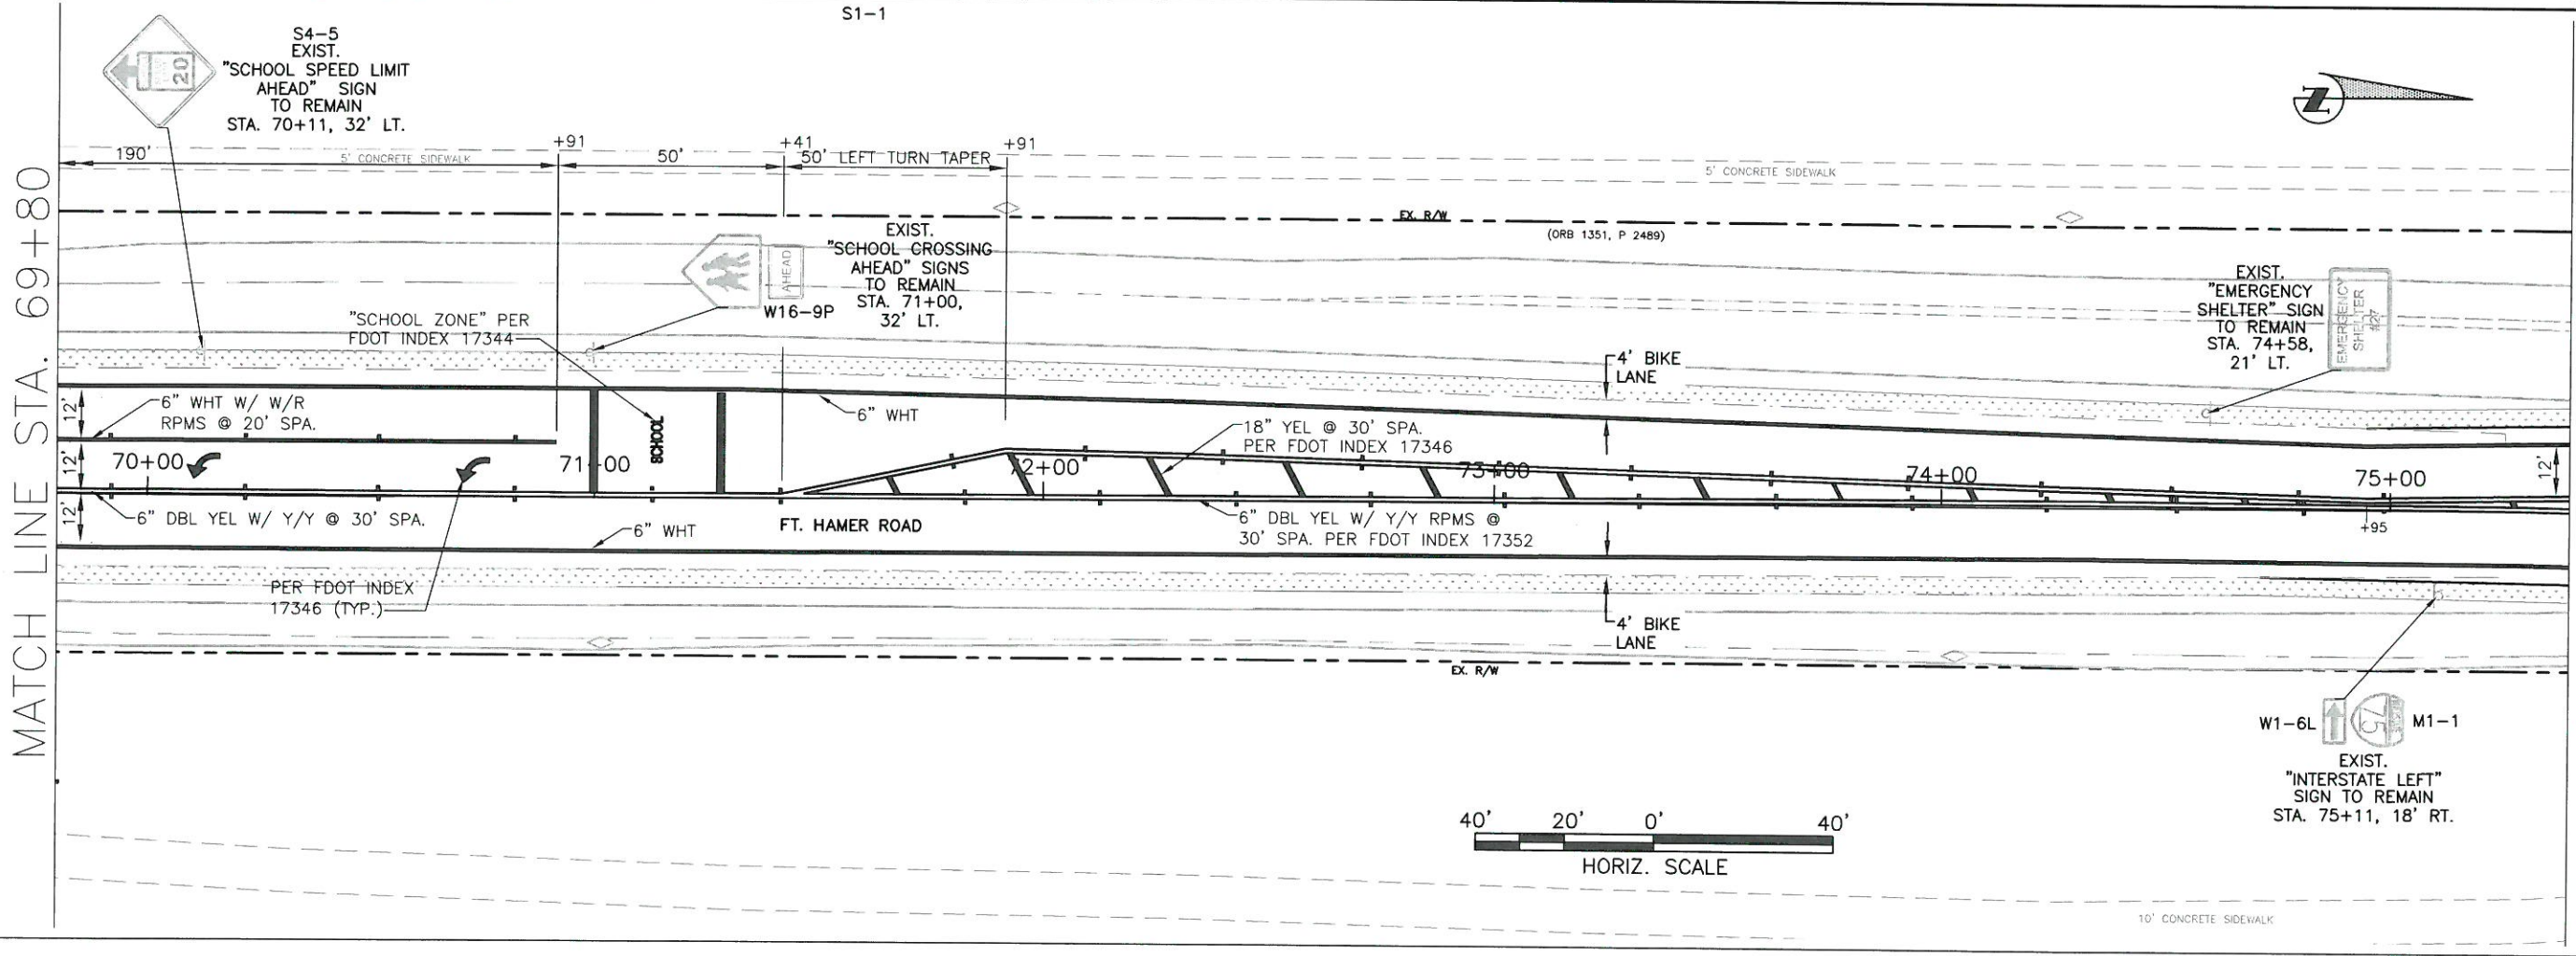 S1-1
S4-5
EXIST.
"SCHOOL SPEED LIMIT
AHEAD" SIGN
TO REMAIN
STA. 70+11, 32' LT.
20
190'
5' CONCRETE SIDEWALK
+91
50'
+41
50' LEFT TURN TAPER
+91
5' CONCRETE SIDEWALK
EX. R/W
(ORB 1351, P 2489)
MATCH LINE STA. 69+80
EXIST.
"SCHOOL CROSSING
AHEAD" SIGNS
TO REMAIN
STA. 71+00,
32' LT.
AHEAD
W16-9P
"SCHOOL ZONE" PER
FDOT INDEX 17344
EXIST.
"EMERGENCY
SHELTER" SIGN
TO REMAIN
STA. 74+58,
21' LT.
EMERGENCY
SHELTER
4' BIKE
LANE
12'
6" WHT W/ W/R
RPMS @ 20' SPA.
6" WHT
SCHOOL
18" YEL @ 30' SPA.
PER FDOT INDEX 17346
12'
70+00
71+00
72+00
73+00
74+00
75+00
12'
12'
6" DBL YEL W/ Y/Y @ 30' SPA.
6" WHT
FT. HAMER ROAD
6" DBL YEL W/ Y/Y RPMS @
30' SPA. PER FDOT INDEX 17352
+95
PER FDOT INDEX
17346 (TYP.)
4' BIKE
LANE
EX. R/W
W1-6L
75
M1-1
EXIST.
"INTERSTATE LEFT"
SIGN TO REMAIN
STA. 75+11, 18' RT.
40' 20' 0' 40'
HORIZ. SCALE
10' CONCRETE SIDEWALK